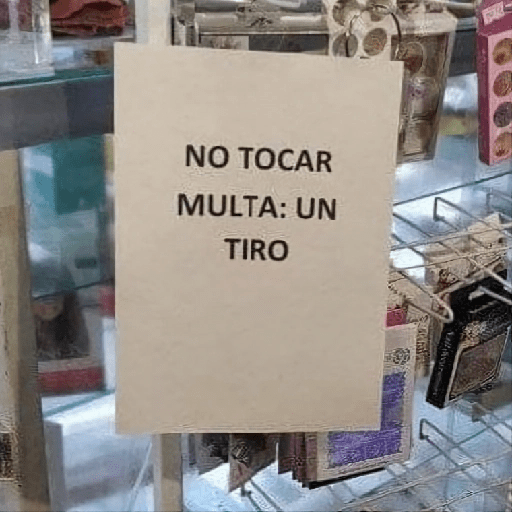 NO TOCAR
MULTA: UN
TIRO